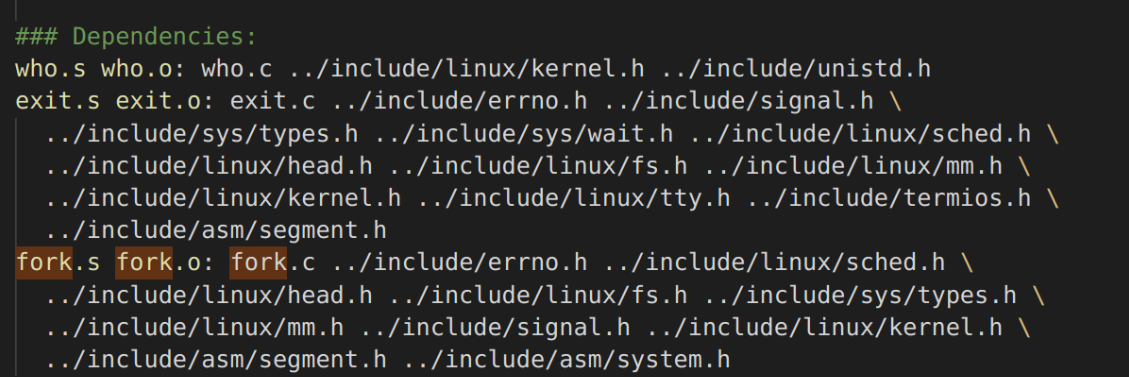 ### Dependencies:
who.s who.o: who.c ../include/linux/kernel.h ../include/unistd.h
exit.s exit.o: exit.c ../include/errno.h ../include/signal.h \
  ../include/sys/types.h ../include/sys/wait.h ../include/linux/sched.h \
  ../include/linux/head.h ../include/linux/fs.h ../include/linux/mm.h \
  ../include/linux/kernel.h ../include/linux/tty.h ../include/termios.h \
  ../include/asm/segment.h
fork.s fork.o: fork.c ../include/errno.h ../include/linux/sched.h \
  ../include/linux/head.h ../include/linux/fs.h ../include/sys/types.h \
  ../include/linux/mm.h ../include/signal.h ../include/linux/kernel.h \
  ../include/asm/segment.h ../include/asm/system.h